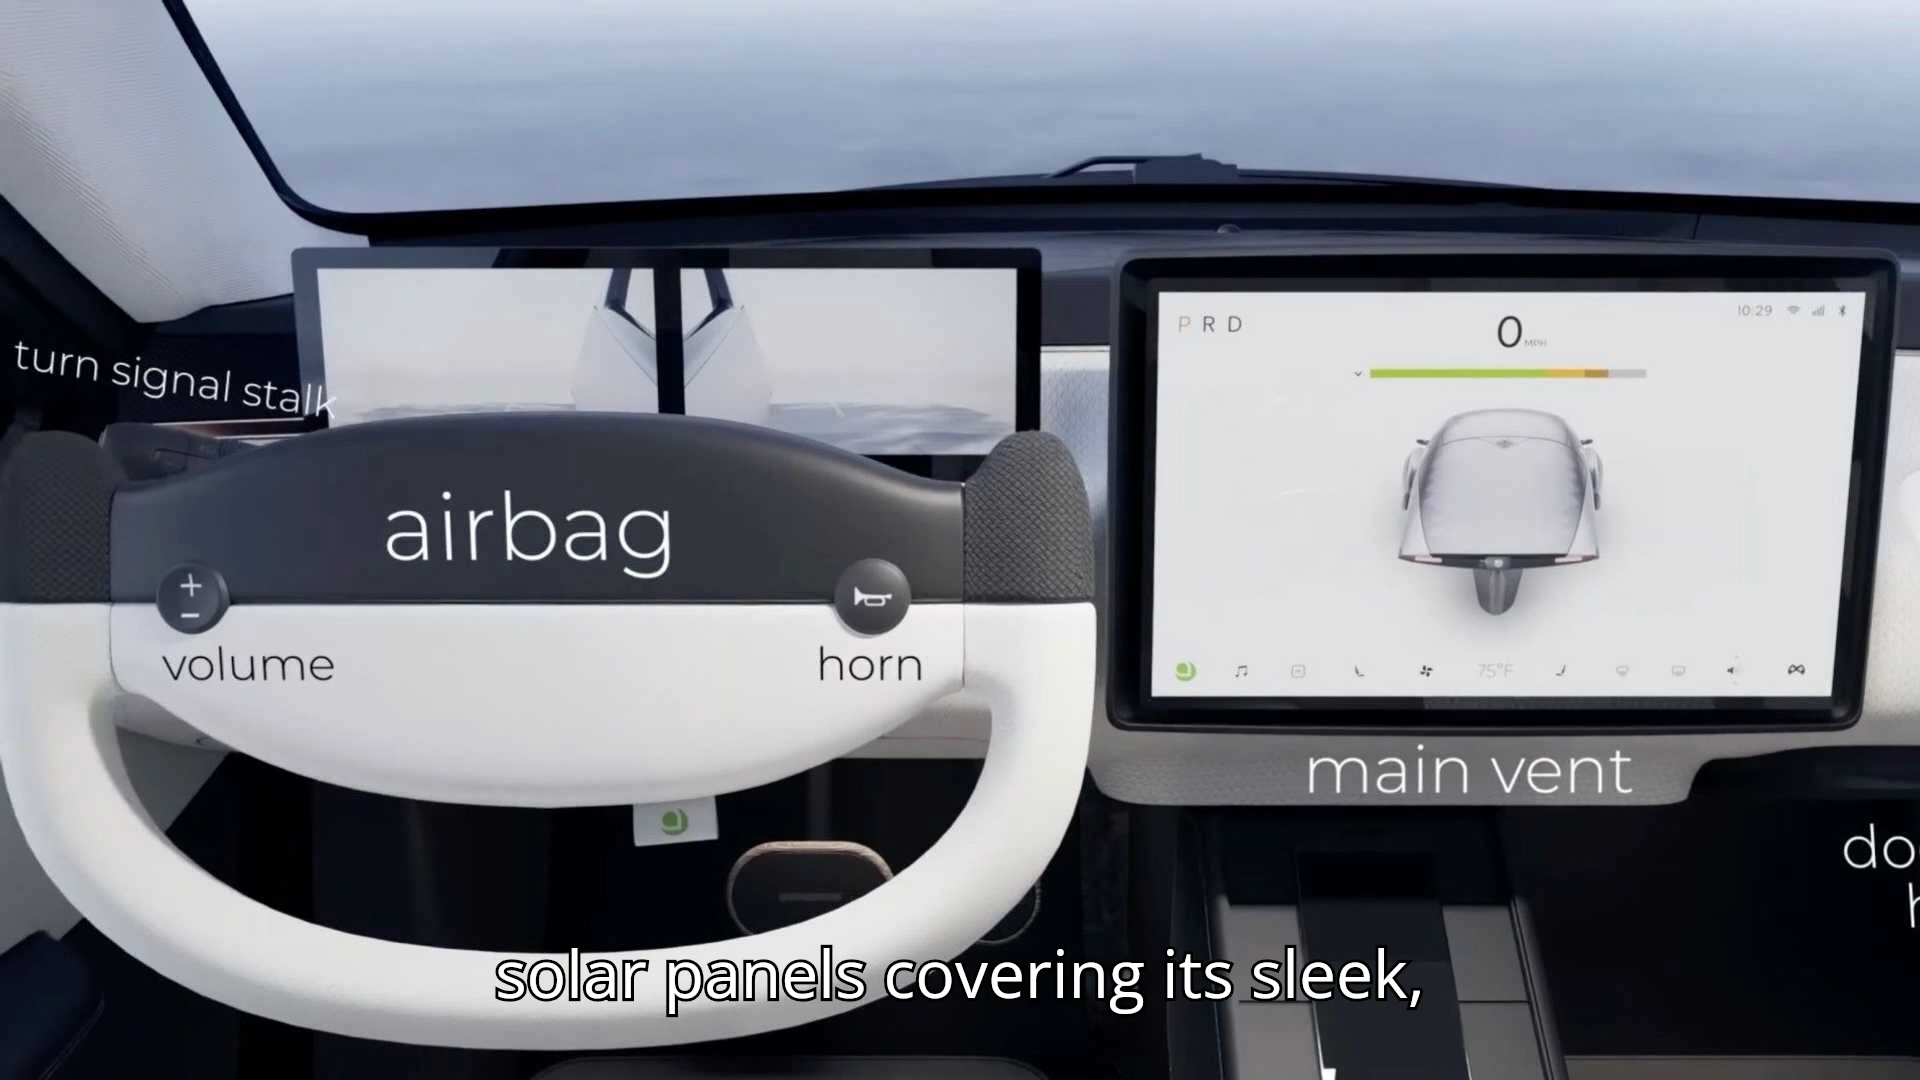 turn signal stalk
P R D
0 MPH
10:29
airbag
+
−
volume
horn
75°F
main vent
do
h
solar panels covering its sleek,